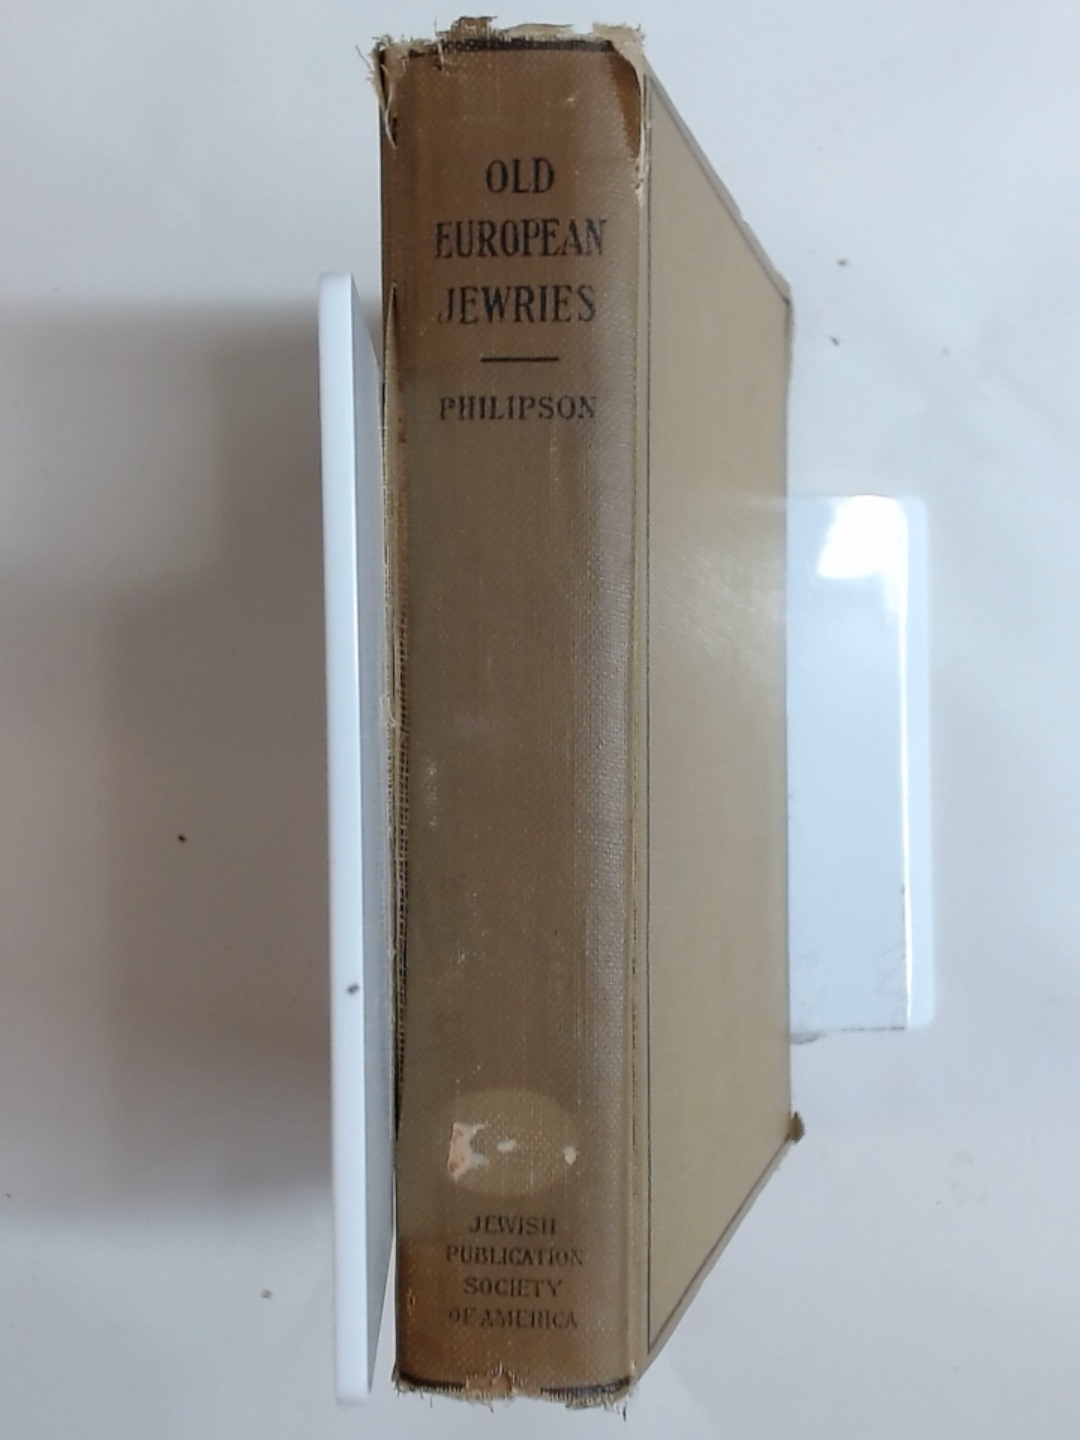 OLD
EUROPEAN
JEWRIES
PHILIPSON
JEWISH
PUBLICATION
SOCIETY
OF AMERICA